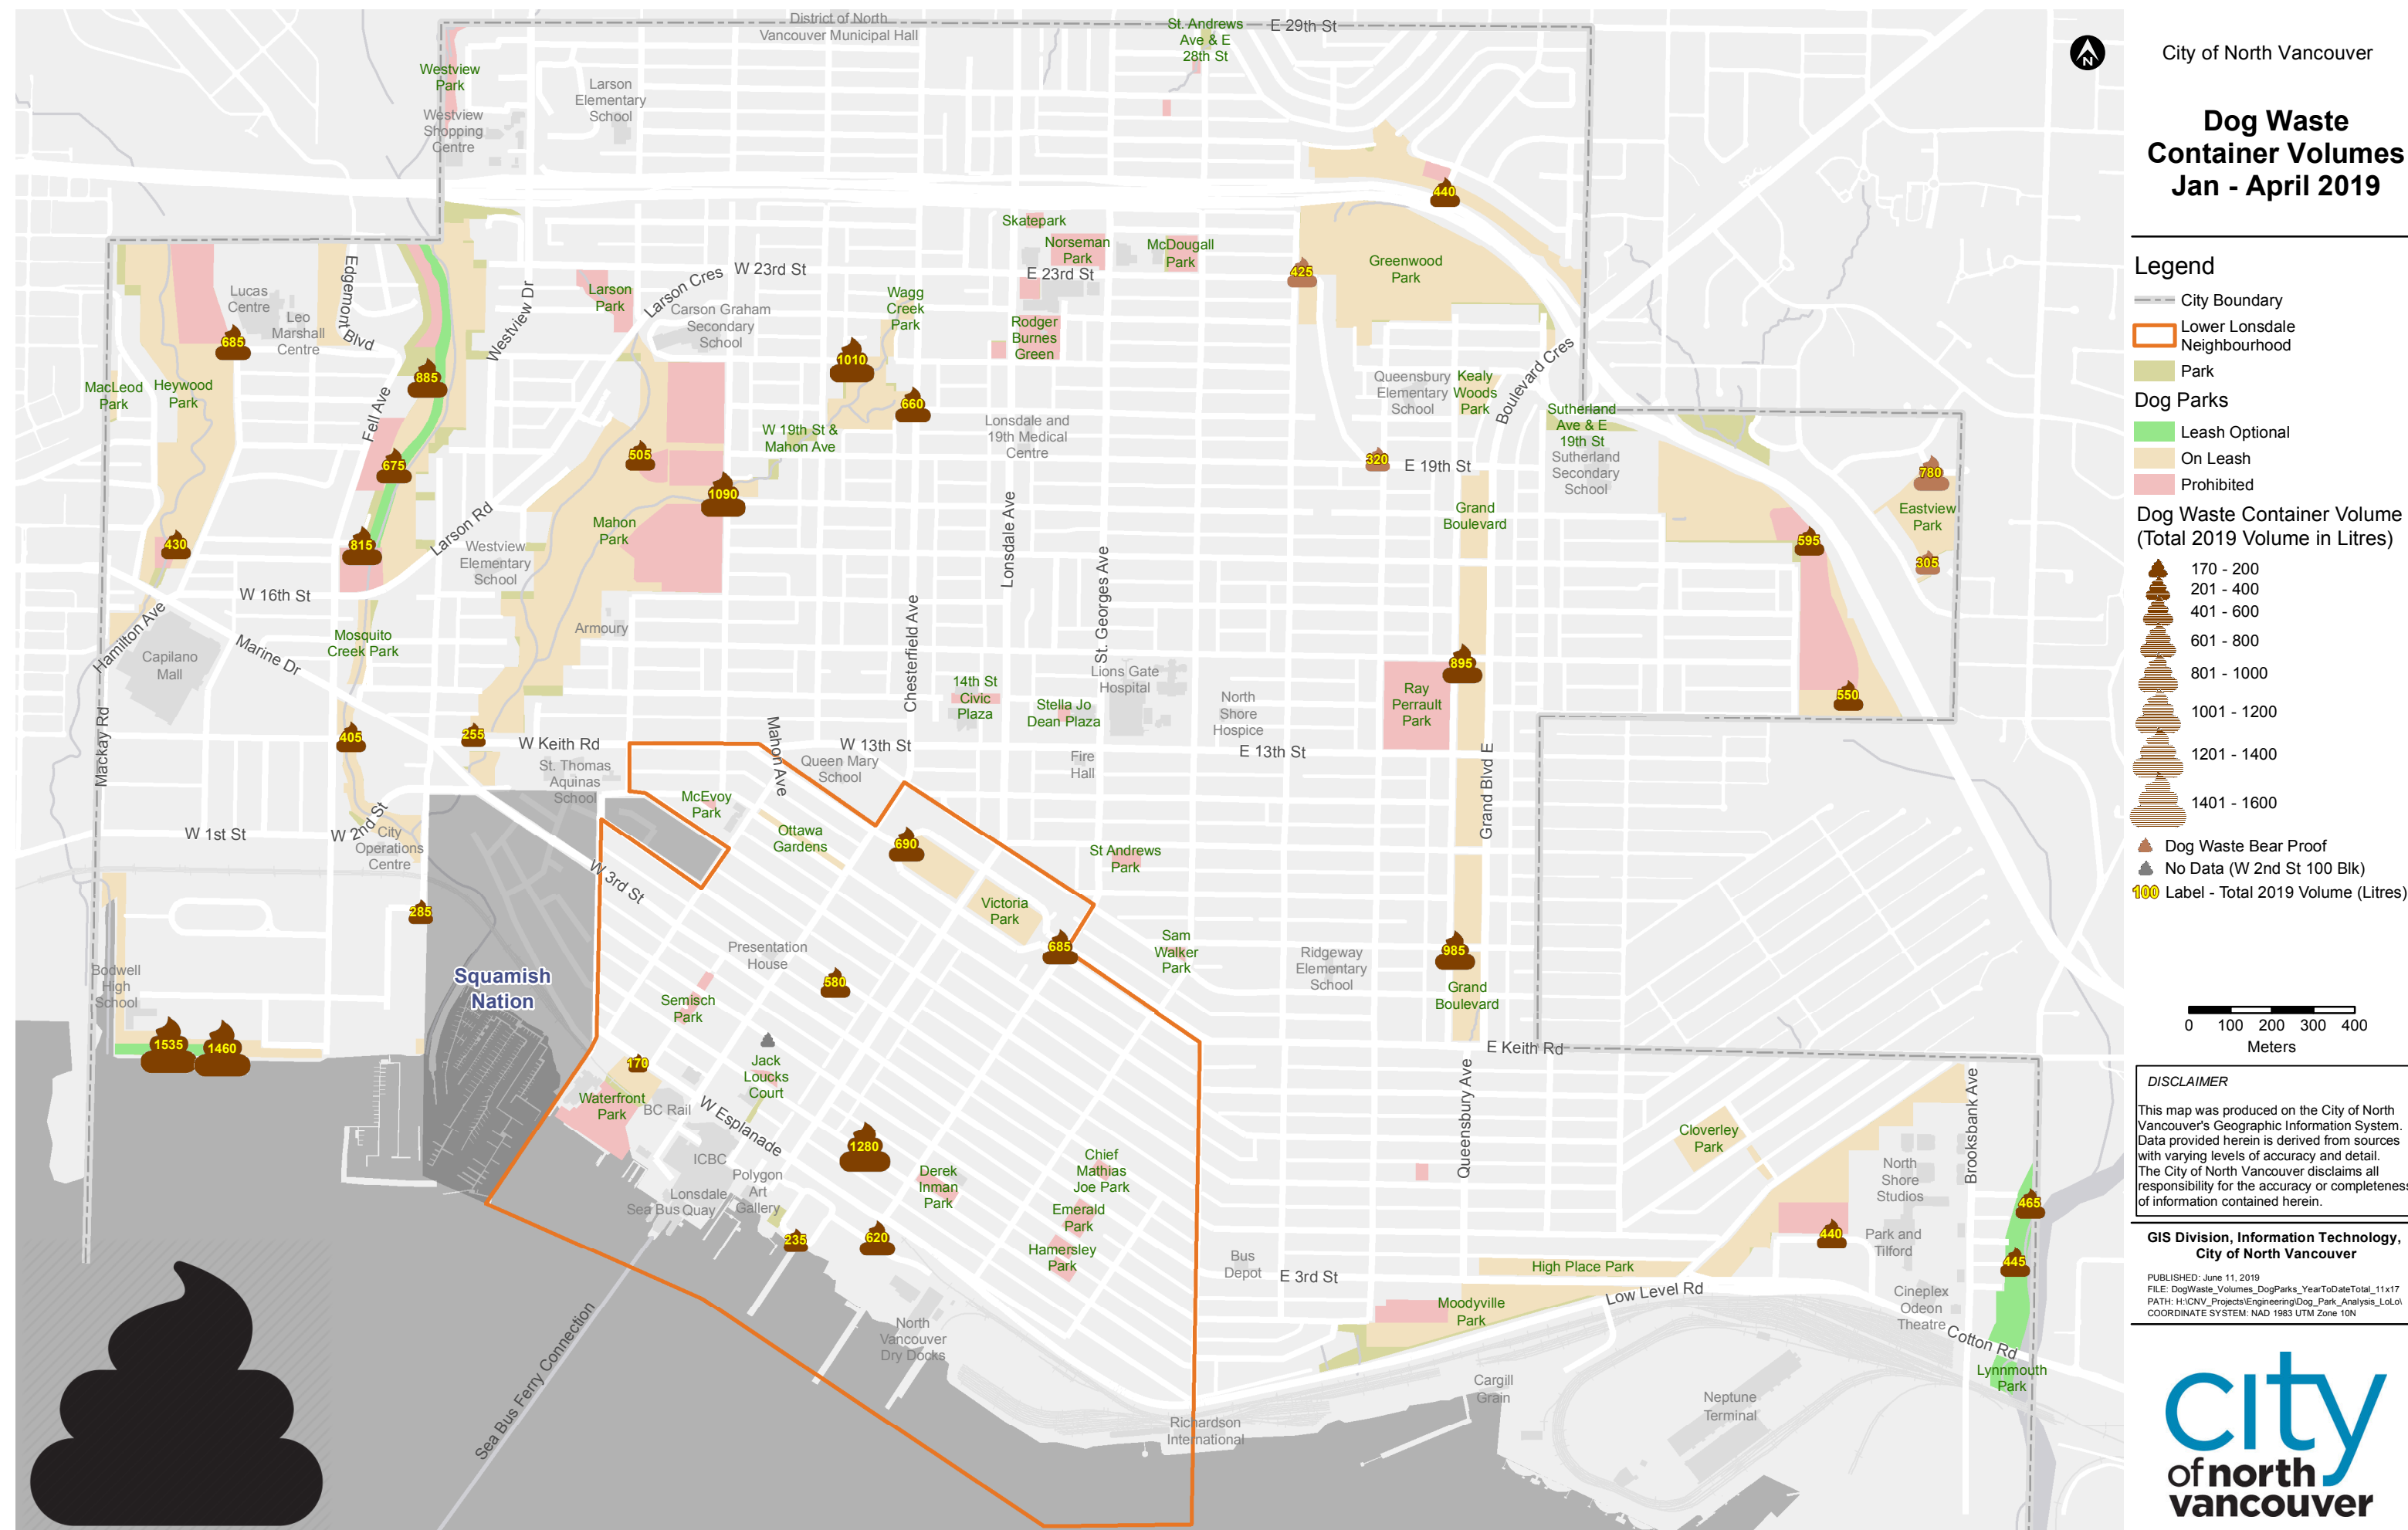 District of North
Vancouver Municipal Hall
St. Andrews
Ave & E
28th St
E 29th St
Westview
Park
Larson
Elementary
School
Westview
Shopping
Centre
440
Skatepark
Norseman
Park
McDougall
Park
E 23rd St
425
Greenwood
Park
Edgemont Blvd
Westview Dr
W 23rd St
Larson Cres
Larson
Park
Carson Graham
Secondary
School
Wagg
Creek
Park
Rodger
Burnes
Green
Lucas
Centre
Leo
Marshall
Centre
685
885
1010
660
MacLeod
Park
Heywood
Park
Fell Ave
Queensbury
Elementary
School
Kealy
Woods
Park
Boulevard Cres
Sutherland
Ave & E
19th St
Sutherland
Secondary
School
W 19th St &
Mahon Ave
Lonsdale and
19th Medical
Centre
505
675
320
E 19th St
780
1090
Eastview
Park
Larson Rd
Mahon
Park
Lonsdale Ave
Grand
Boulevard
430
815
Westview
Elementary
School
595
305
St. Georges Ave
W 16th St
Hamilton Ave
Chesterfield Ave
Armoury
Mosquito
Creek Park
Marine Dr
Capilano
Mall
895
Lions Gate
Hospital
14th St
Civic
Plaza
Stella Jo
Dean Plaza
North
Shore
Hospice
Ray
Perrault
Park
550
Mackay Rd
405
255
W Keith Rd
Mahon Ave
W 13th St
E 13th St
St. Thomas
Aquinas
School
Queen Mary
School
Fire
Hall
Grand Blvd E
McEvoy
Park
W 1st St
W 2nd St
City
Operations
Centre
Ottawa
Gardens
690
St Andrews
Park
W 3rd St
285
Victoria
Park
685
Presentation
House
Sam
Walker
Park
Ridgeway
Elementary
School
985
Bodwell
High
School
Squamish
Nation
580
Semisch
Park
Grand
Boulevard
1535
1460
170
Jack
Loucks
Court
E Keith Rd
Waterfront
Park
BC Rail
W Esplanade
Queensbury Ave
Brooksbank Ave
1280
Cloverley
Park
ICBC
Polygon
Art
Gallery
Lonsdale
Quay
Sea Bus
Derek
Inman
Park
Chief
Mathias
Joe Park
Emerald
Park
Hamersley
Park
North
Shore
Studios
465
235
620
440
Park and
Tilford
445
Bus
Depot
E 3rd St
High Place Park
Low Level Rd
Moodyville
Park
Cineplex
Odeon
Theatre
Cotton Rd
Lynnmouth
Park
Sea Bus Ferry Connection
North
Vancouver
Dry Docks
Cargill
Grain
Neptune
Terminal
Richardson
International
N
City of North Vancouver
Dog Waste
Container Volumes
Jan - April 2019
Legend
City Boundary
Lower Lonsdale
Neighbourhood
Park
Dog Parks
Leash Optional
On Leash
Prohibited
Dog Waste Container Volume
(Total 2019 Volume in Litres)
170 - 200
201 - 400
401 - 600
601 - 800
801 - 1000
1001 - 1200
1201 - 1400
1401 - 1600
Dog Waste Bear Proof
No Data (W 2nd St 100 Blk)
100 Label - Total 2019 Volume (Litres)
0 100 200 300 400
Meters
DISCLAIMER
This map was produced on the City of North
Vancouver's Geographic Information System.
Data provided herein is derived from sources
with varying levels of accuracy and detail.
The City of North Vancouver disclaims all
responsibility for the accuracy or completeness
of information contained herein.
GIS Division, Information Technology,
City of North Vancouver
PUBLISHED: June 11, 2019
FILE: DogWaste_Volumes_DogParks_YearToDateTotal_11x17
PATH: H:\CNV_Projects\Engineering\Dog_Park_Analysis_LoLo\
COORDINATE SYSTEM: NAD 1983 UTM Zone 10N
city
of north
vancouver